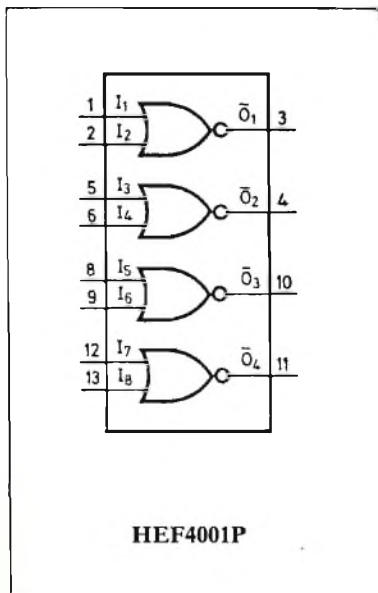 1 I1 Ō1 3
2 I2
5 I3 Ō2 4
6 I4
8 I5 Ō3 10
9 I6
12 I7 Ō4 11
13 I8
HEF4001P